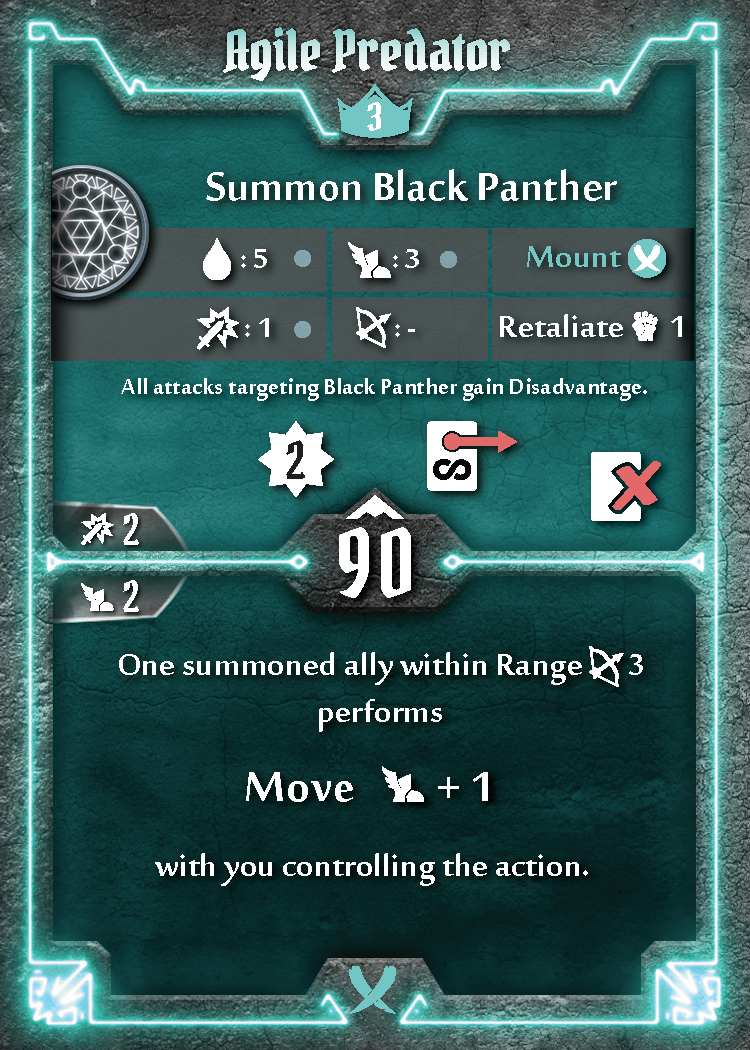 Agile Predator
3
Summon Black Panther
: 5
: 3
Mount
: 1
: -
Retaliate 1
All attacks targeting Black Panther gain Disadvantage.
2
S
2
90
2
One summoned ally within Range 3
performs
Move + 1
with you controlling the action.